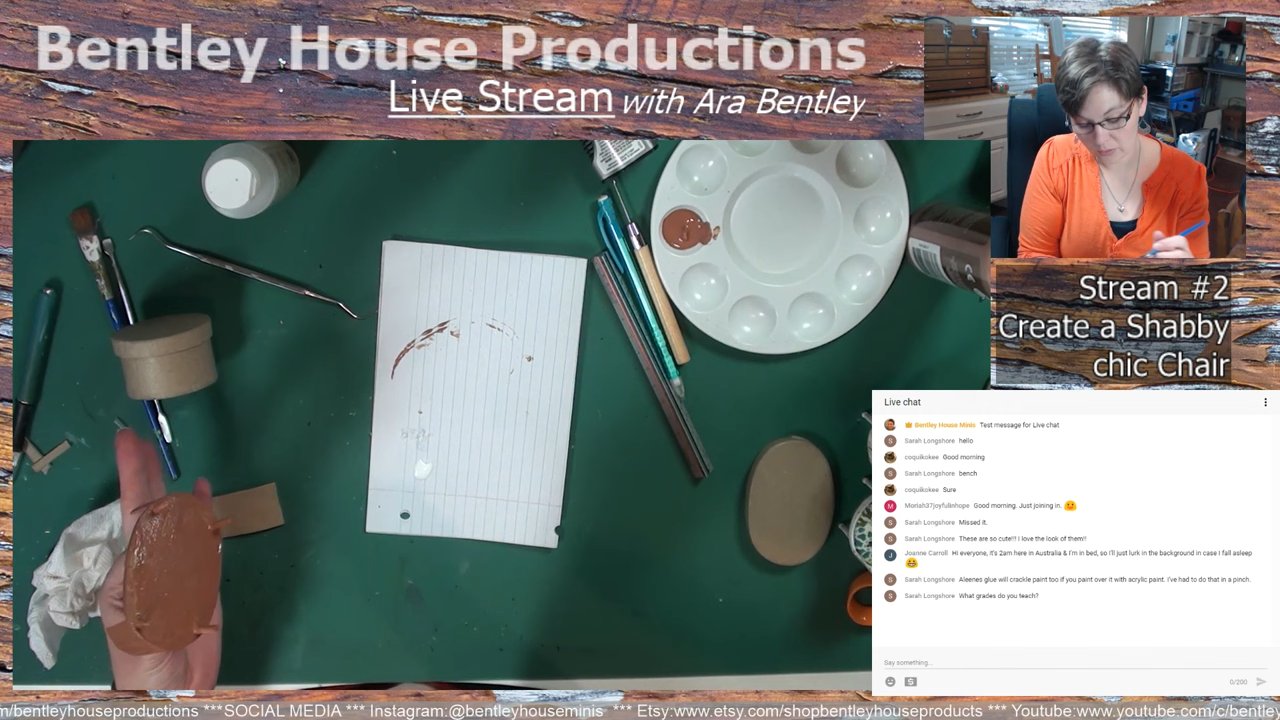 Bentley House Productions
Live Stream with Ara Bentley
Stream #2
Create a Shabby
chic Chair
Live chat
Bentley House Minis Test message for Live chat
S Sarah Longshore hello
coquikokee Good morning
S Sarah Longshore bench
coquikokee Sure
M Moriah37joyfulinhope Good morning. Just joining in.
S Sarah Longshore Missed it.
S Sarah Longshore These are so cute!!! I love the look of them!!
J Joanne Carroll Hi everyone, it's 2am here in Australia & I'm in bed, so I'll just lurk in the background in case I fall asleep
S Sarah Longshore Aleenes glue will crackle paint too if you paint over it with acrylic paint. I've had to do that in a pinch.
S Sarah Longshore What grades do you teach?
Say something...
0/200
m/bentleyhouseproductions ***SOCIAL MEDIA *** Instagram:@bentleyhouseminis *** Etsy:www.etsy.com/shopbentleyhouseproducts *** Youtube:www.youtube.com/c/bentley